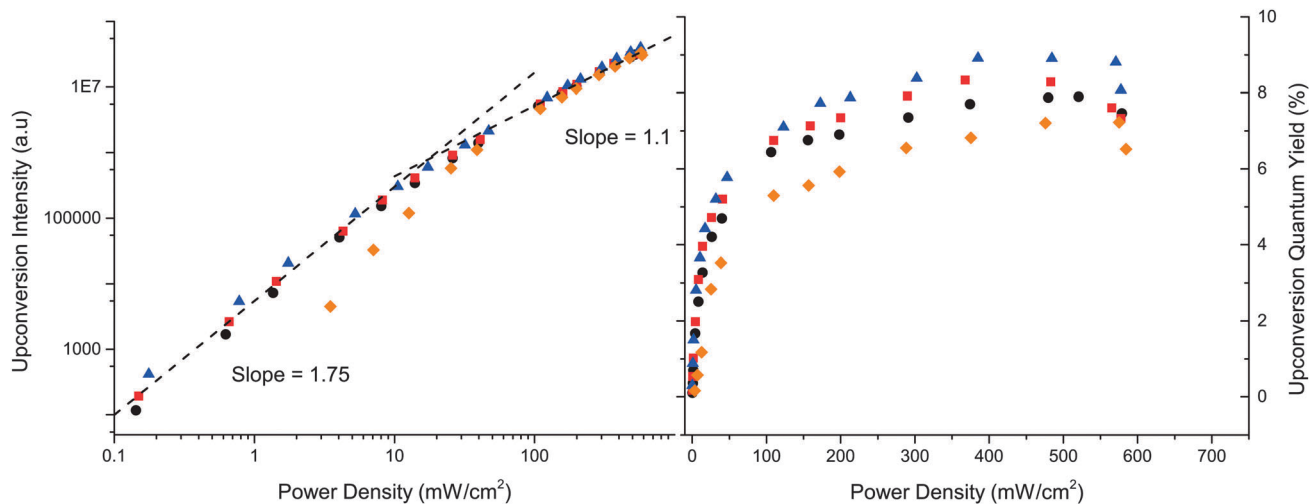 Upconversion Intensity (a.u)
1E7
100000
1000
0.1
1
10
100
Power Density (mW/cm²)
Slope = 1.75
Slope = 1.1
0
100
200
300
400
500
600
700
Power Density (mW/cm²)
10
8
6
4
2
0
Upconversion Quantum Yield (%)